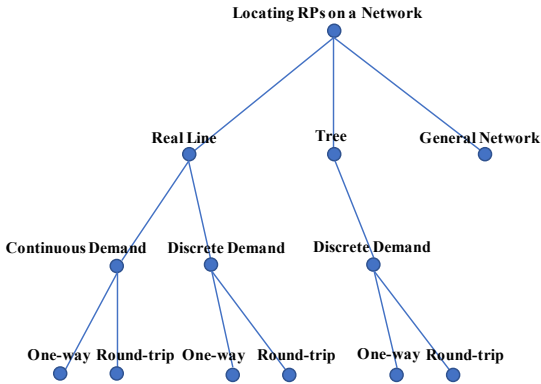 Locating RPs on a Network
Real Line
Tree
General Network
Continuous Demand
Discrete Demand
Discrete Demand
One-way
Round-trip
One-way
Round-trip
One-way
Round-trip